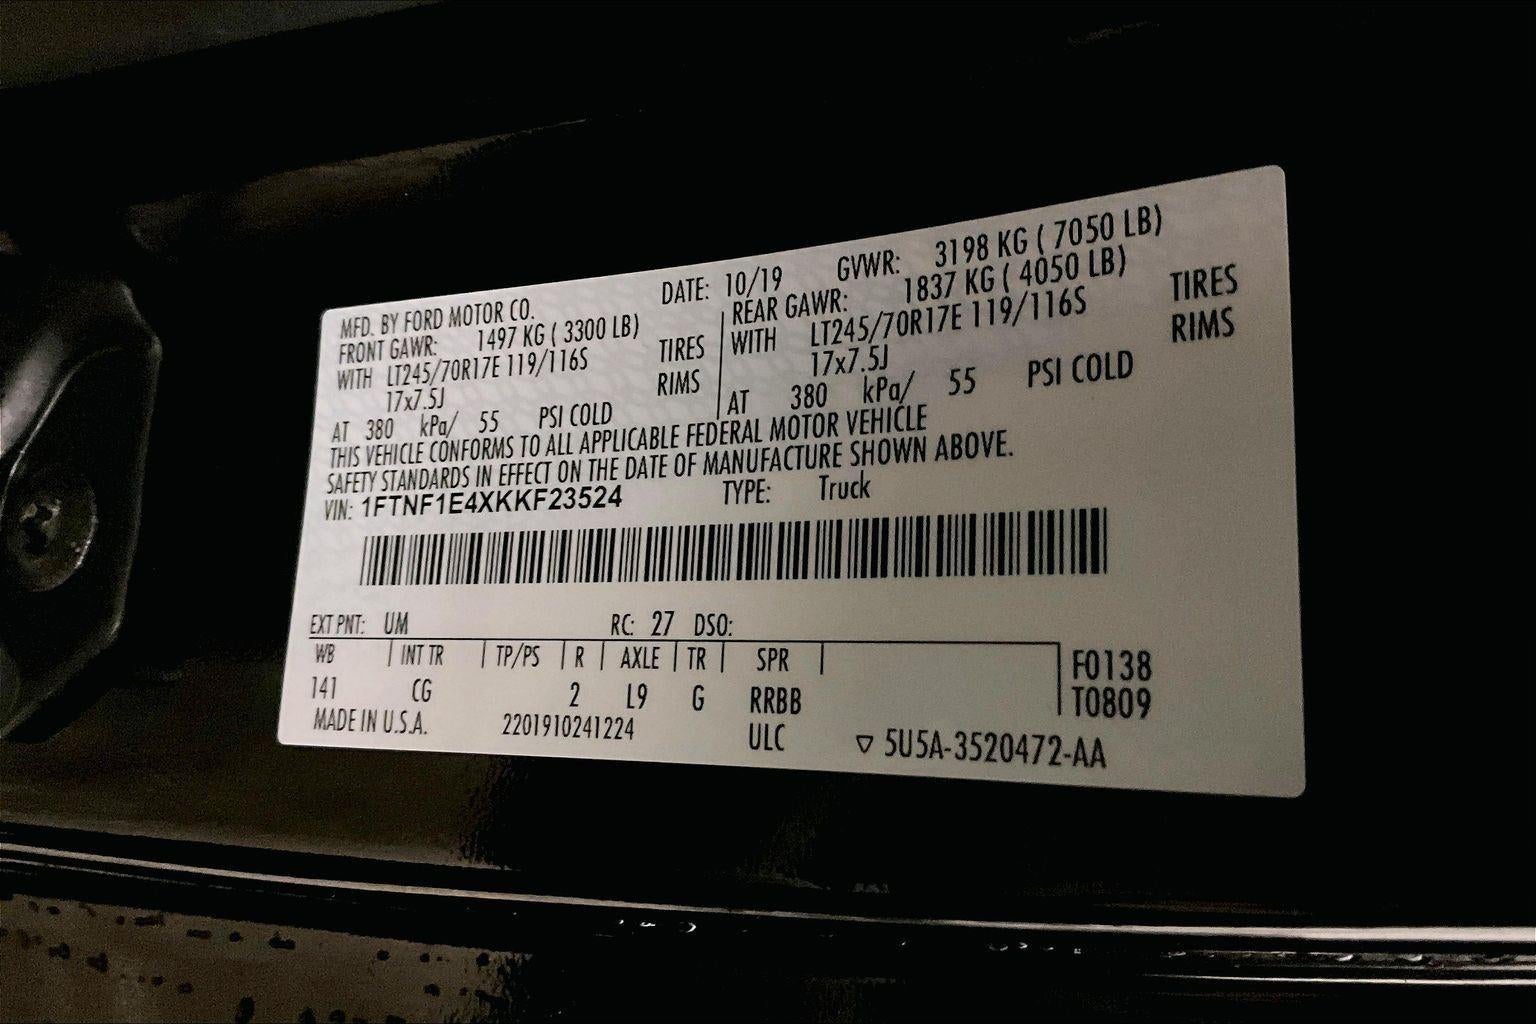 MFD. BY FORD MOTOR CO. DATE: 10/19 GVWR: 3198 KG ( 7050 LB)
FRONT GAWR: 1497 KG ( 3300 LB) REAR GAWR: 1837 KG ( 4050 LB)
WITH LT245/70R17E 119/116S TIRES WITH LT245/70R17E 119/116S TIRES
17x7.5J RIMS 17x7.5J RIMS
AT 380 kPa/ 55 PSI COLD AT 380 kPa/ 55 PSI COLD
THIS VEHICLE CONFORMS TO ALL APPLICABLE FEDERAL MOTOR VEHICLE
SAFETY STANDARDS IN EFFECT ON THE DATE OF MANUFACTURE SHOWN ABOVE.
VIN: 1FTNF1E4XKKF23524 TYPE: Truck
EXT PNT: UM RC: 27 DSO:
WB INT TR TP/PS R AXLE TR SPR F0138
141 CG 2 L9 G RRBB T0809
MADE IN U.S.A. 2201910241224 ULC ▽ 5U5A-3520472-AA